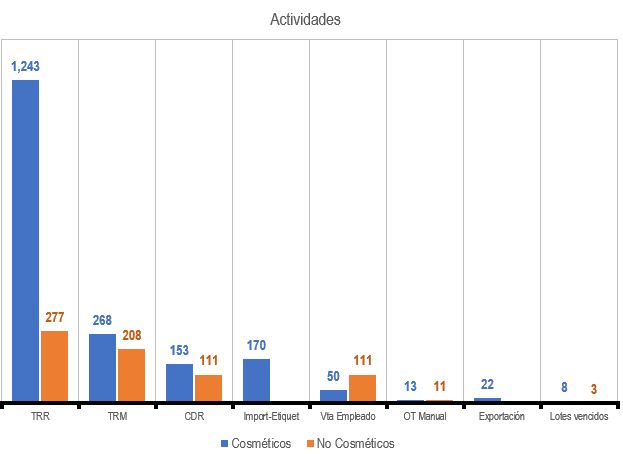 Actividades
1,243
277
268
208
153
111
170
50
111
13
11
22
8
3
TRR
TRM
CDR
Import-Etiquet
Vta Empleado
OT Manual
Exportación
Lotes vencidos
Cosméticos
No Cosméticos